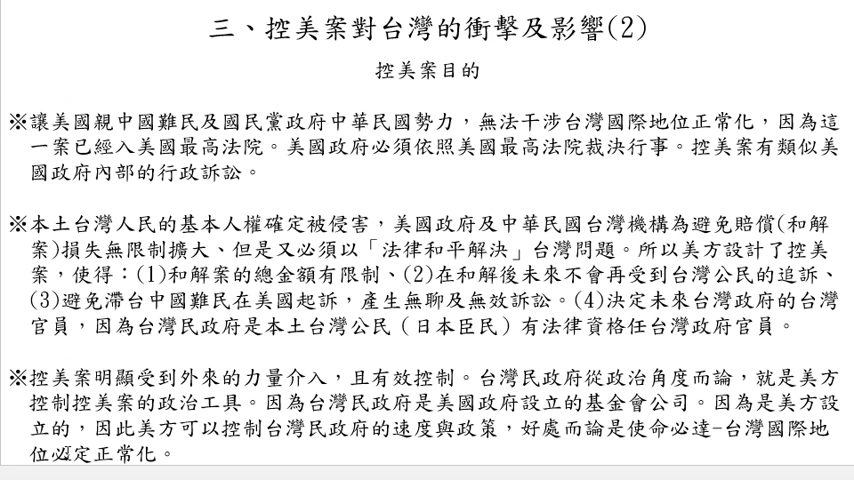 三、控美案對台灣的衝擊及影響(2)
控美案目的
※讓美國親中國難民及國民黨政府中華民國勢力，無法干涉台灣國際地位正常化，因為這
一案已經入美國最高法院。美國政府必須依照美國最高法院裁決行事。控美案有類似美
國政府內部的行政訴訟。
※本土台灣人民的基本人權確定被侵害，美國政府及中華民國台灣機構為避免賠償(和解
案)損失無限制擴大、但是又必須以「法律和平解決」台灣問題。所以美方設計了控美
案，使得：(1)和解案的總金額有限制、(2)在和解後未來不會再受到台灣公民的追訴、
(3)避免滯台中國難民在美國起訴，產生無聊及無效訴訟。(4)決定未來台灣政府的台灣
官員，因為台灣民政府是本土台灣公民（日本臣民）有法律資格任台灣政府官員。
※控美案明顯受到外來的力量介入，且有效控制。台灣民政府從政治角度而論，就是美方
控制控美案的政治工具。因為台灣民政府是美國政府設立的基金會公司。因為是美方設
立的，因此美方可以控制台灣民政府的速度與政策，好處而論是使命必達-台灣國際地
位必定正常化。